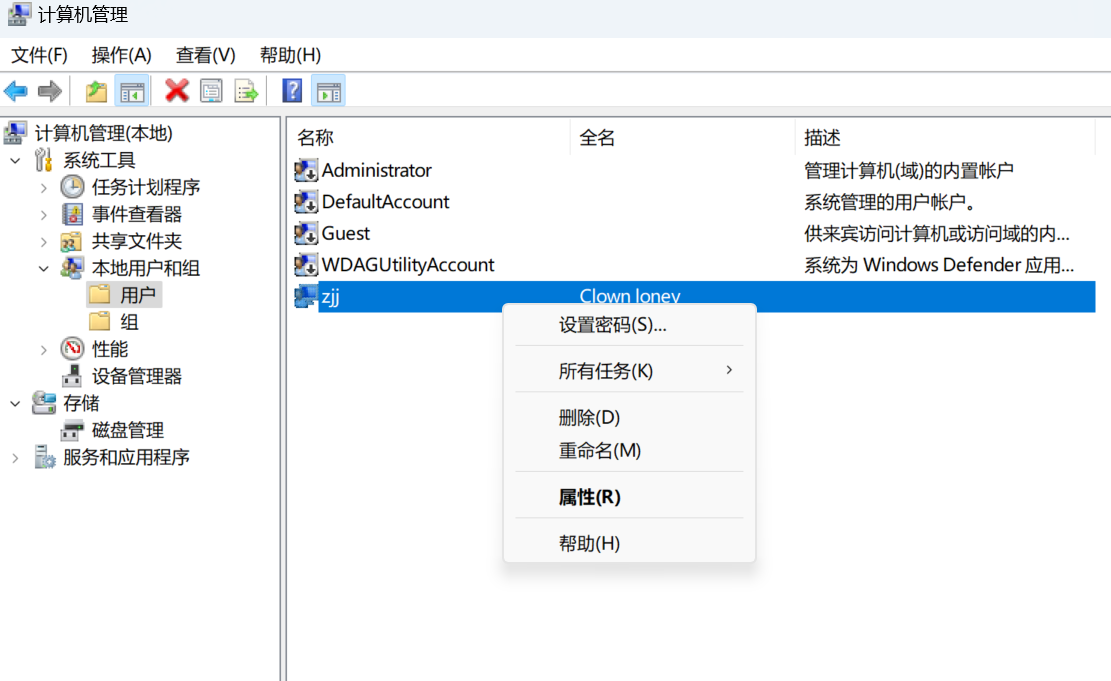 计算机管理
文件(F) 操作(A) 查看(V) 帮助(H)
计算机管理(本地)
系统工具
任务计划程序
事件查看器
共享文件夹
本地用户和组
用户
组
性能
设备管理器
存储
磁盘管理
服务和应用程序
名称 全名 描述
Administrator 管理计算机(域)的内置帐户
DefaultAccount 系统管理的用户帐户。
Guest 供来宾访问计算机或访问域的内...
WDAGUtilityAccount 系统为 Windows Defender 应用...
zjj Clown loney
设置密码(S)...
所有任务(K)
删除(D)
重命名(M)
属性(R)
帮助(H)